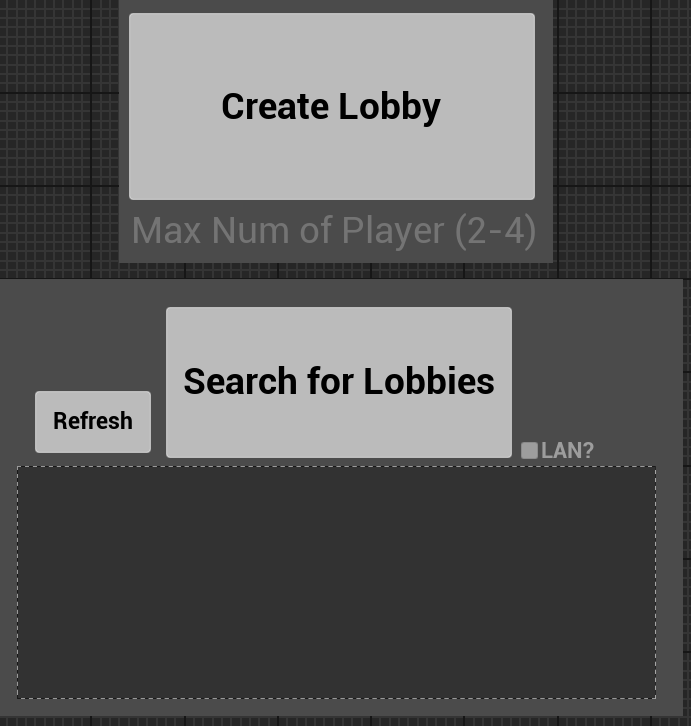 Create Lobby
Max Num of Player (2-4)
Search for Lobbies
Refresh
LAN?